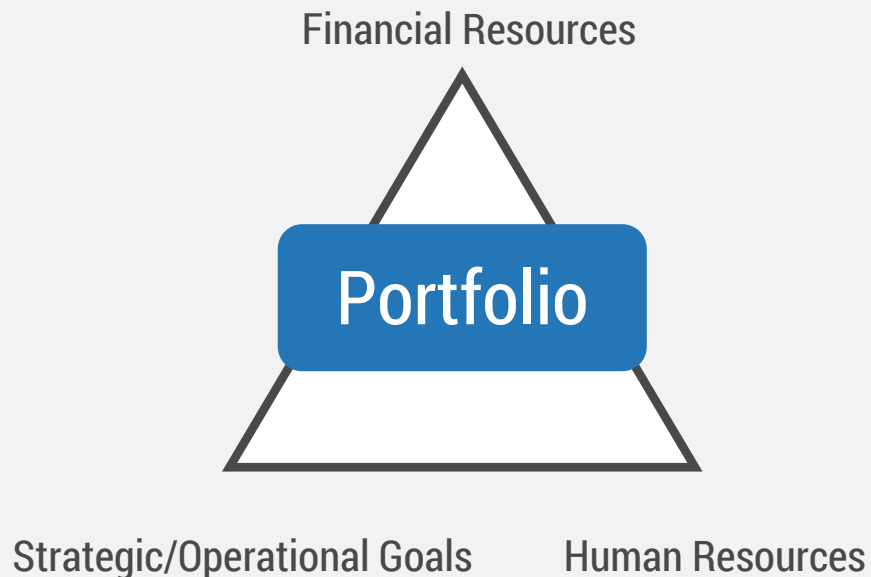 Financial Resources
Portfolio
Strategic/Operational Goals
Human Resources